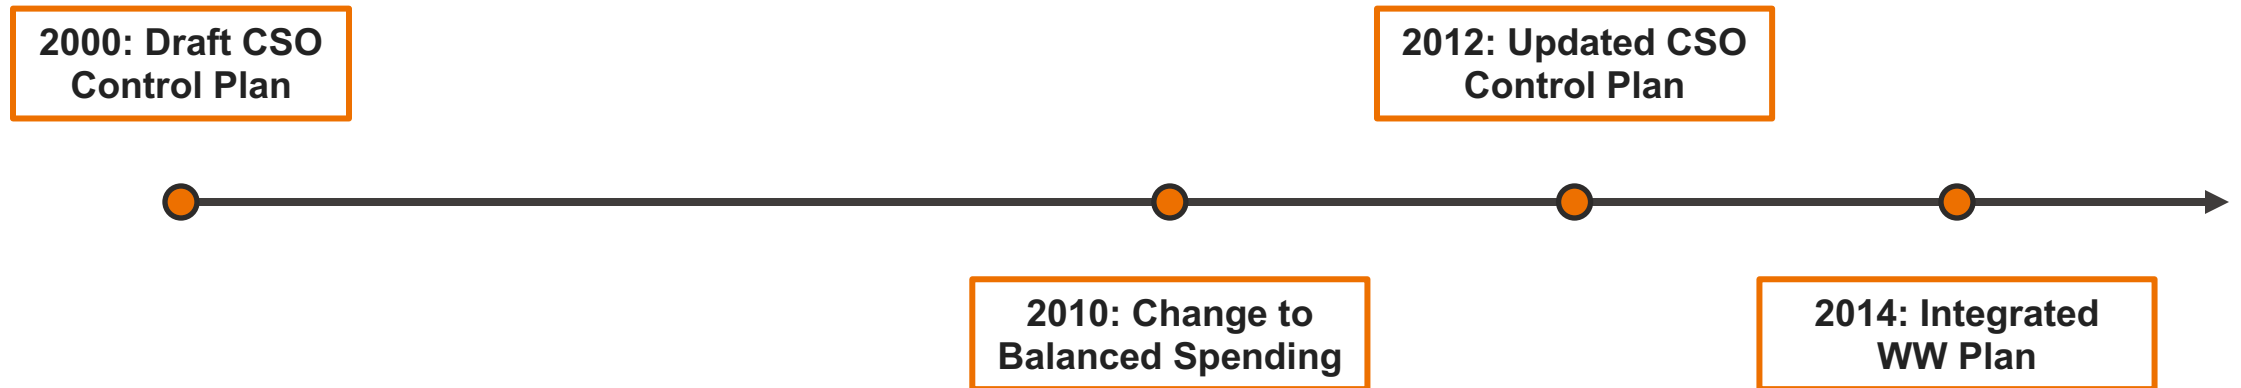 2000: Draft CSO
Control Plan
2012: Updated CSO
Control Plan
2010: Change to
Balanced Spending
2014: Integrated
WW Plan